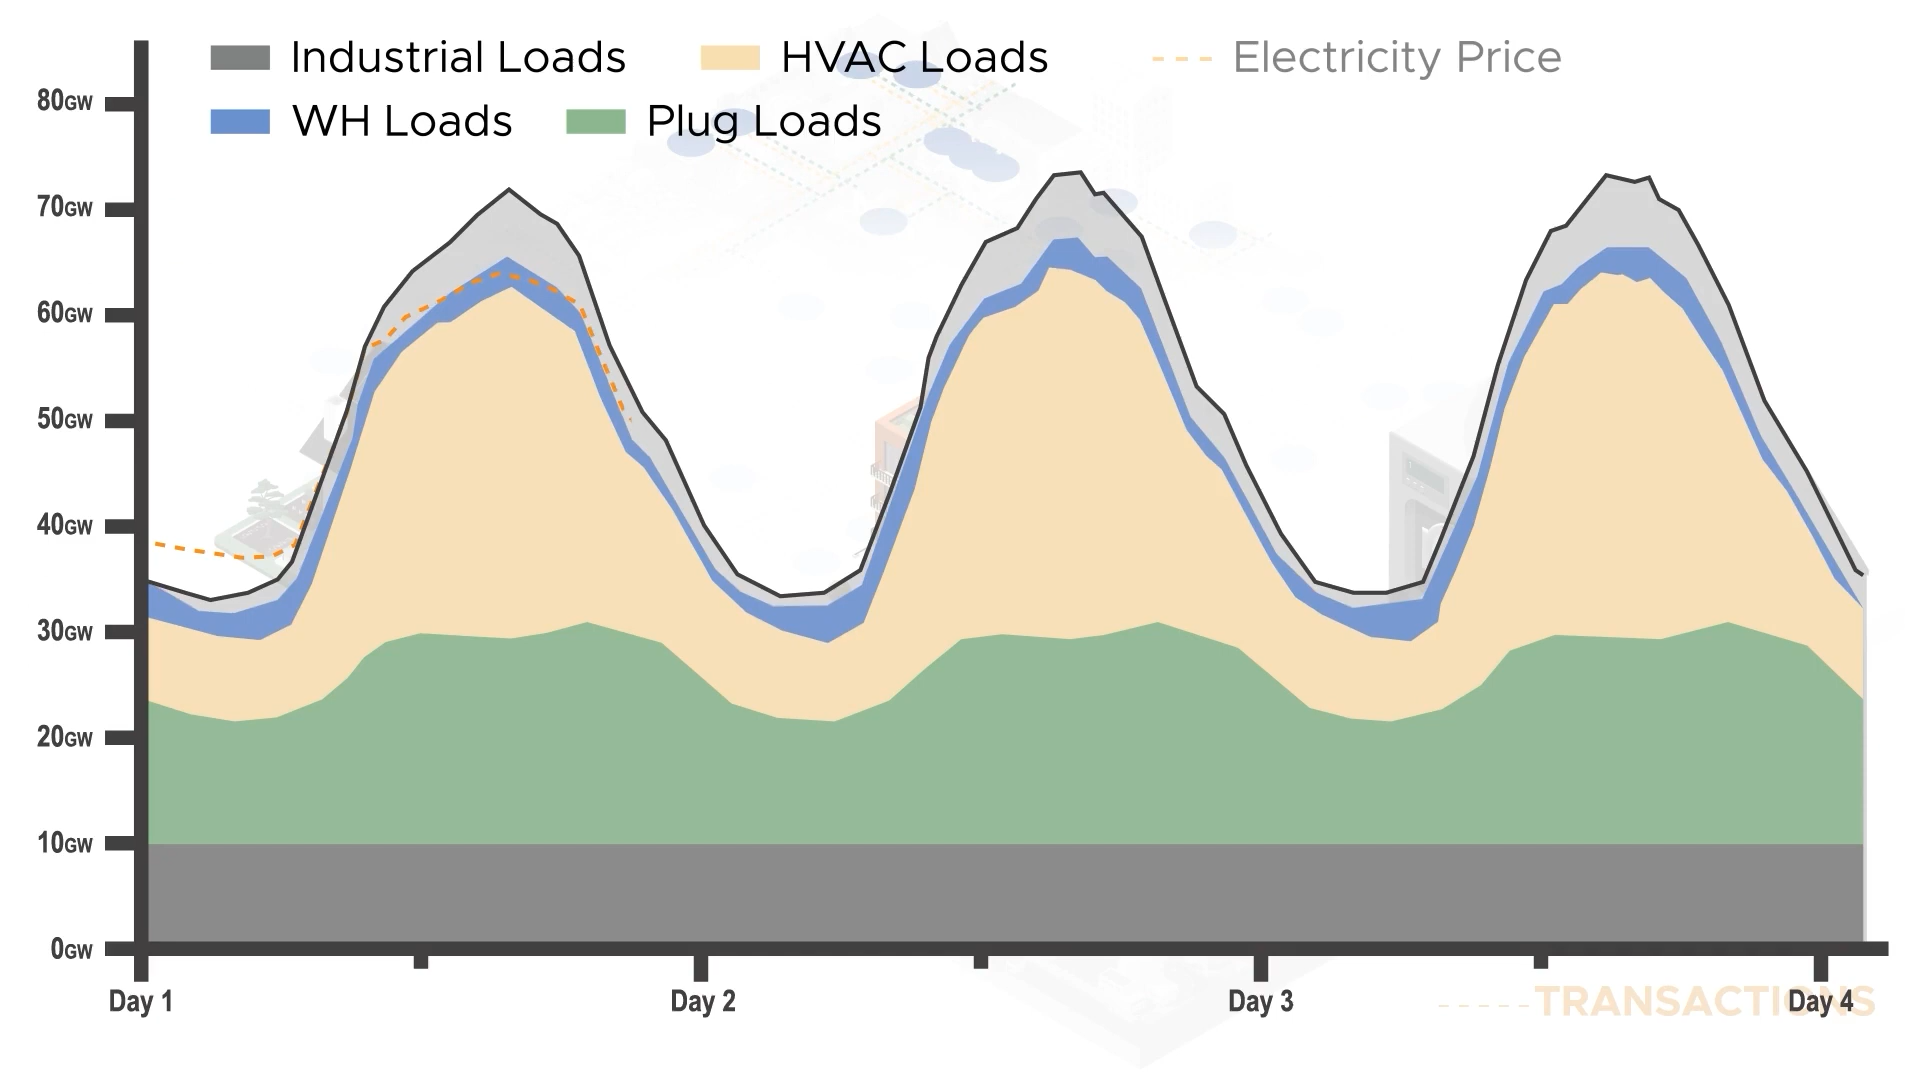 Industrial Loads
HVAC Loads
Electricity Price
WH Loads
Plug Loads
80GW
70GW
60GW
50GW
40GW
30GW
20GW
10GW
0GW
Day 1
Day 2
Day 3
Day 4
TRANSACTIONS